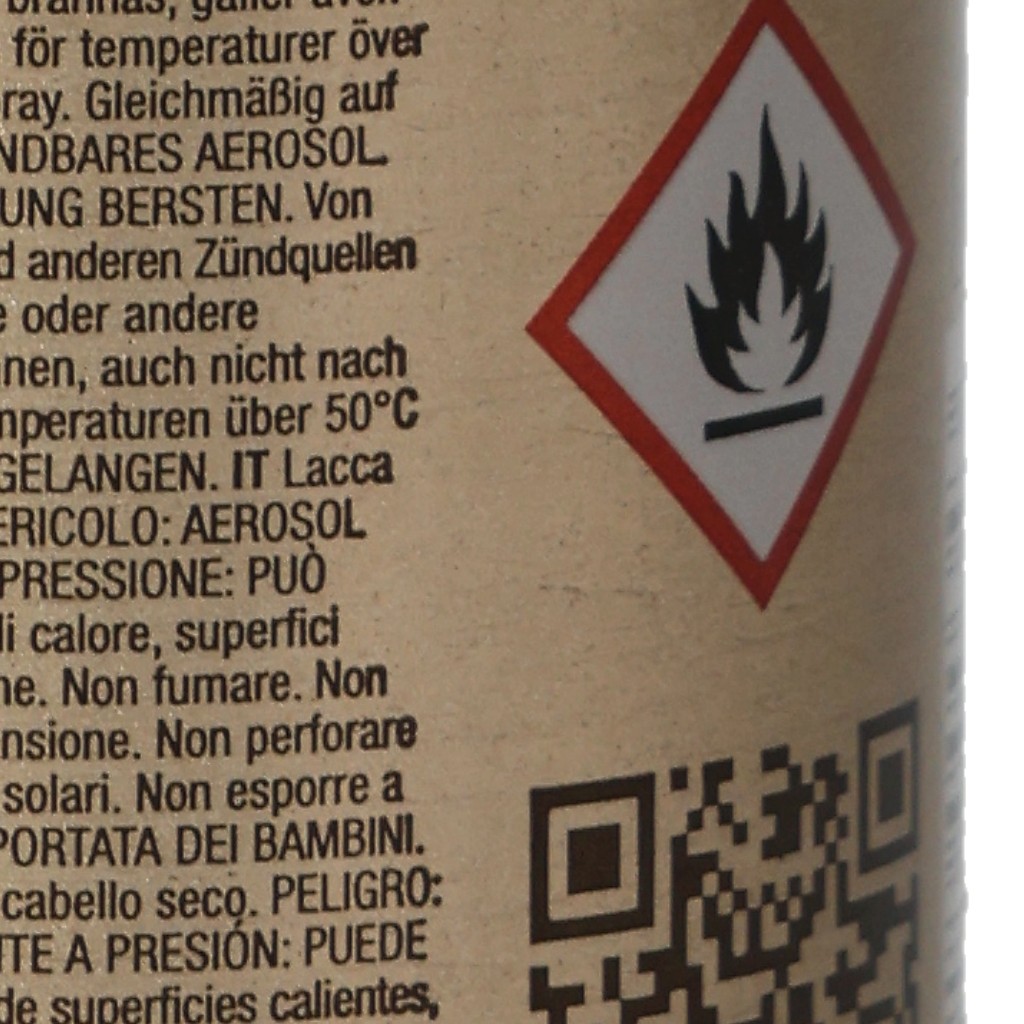 för temperaturer över
ray. Gleichmäßig auf
NDBARES AEROSOL
UNG BERSTEN. Von
d anderen Zündquellen
e oder andere
nen, auch nicht nach
mperaturen über 50°C
GELANGEN. IT Lacca
ERICOLO: AEROSOL
PRESSIONE: PUÒ
li calore, superfici
ne. Non fumare. Non
nsione. Non perforare
solari. Non esporre a
PORTATA DEI BAMBINI.
cabello seco. PELIGRO:
TE A PRESIÓN: PUEDE
de superficies calientes,